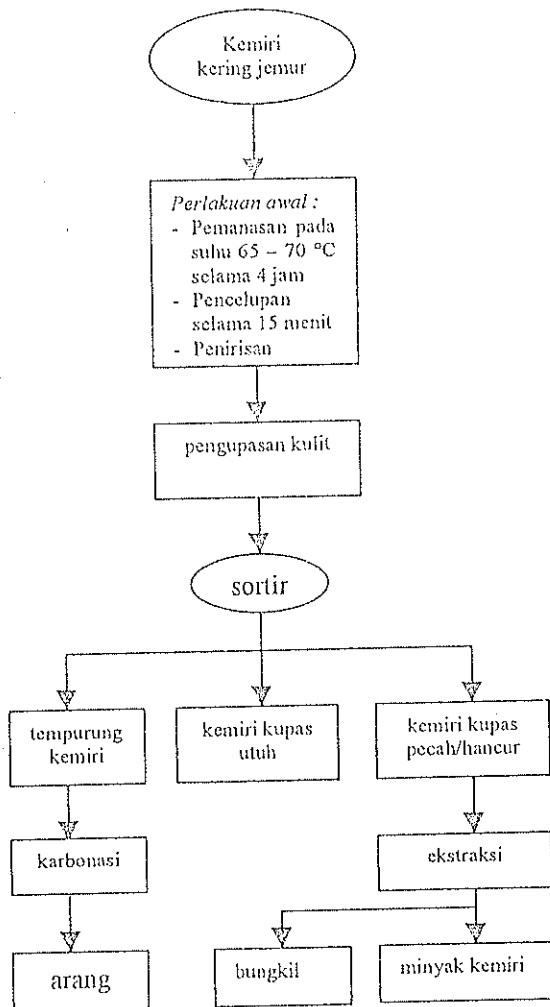 Kemiri
kering jemur
Perlakuan awal :
- Pemanasan pada
suhu 65 – 70 °C
selama 4 jam
- Pencelupan
selama 15 menit
- Penirisan
pengupasan kulit
sortir
tempurung
kemiri
kemiri kupas
utuh
kemiri kupas
pecah/hancur
karbonasi
ekstraksi
arang
bungkil
minyak kemiri